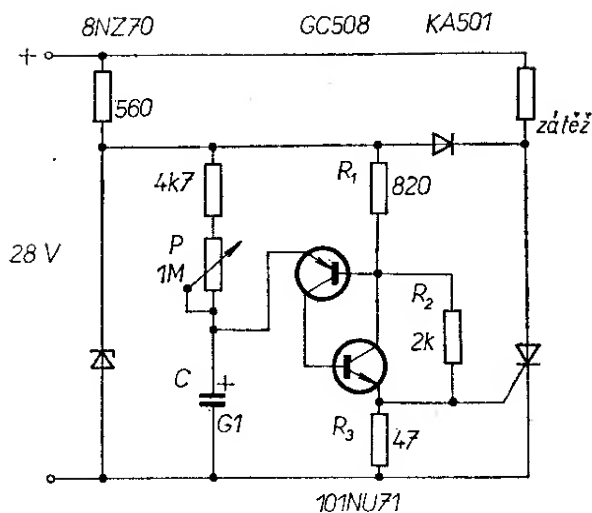 8NZ70
GC508
KA501
+
560
zátěž
4k7
R1
820
P
1M
28 V
R2
2k
C
+
G1
R3
47
101NU71